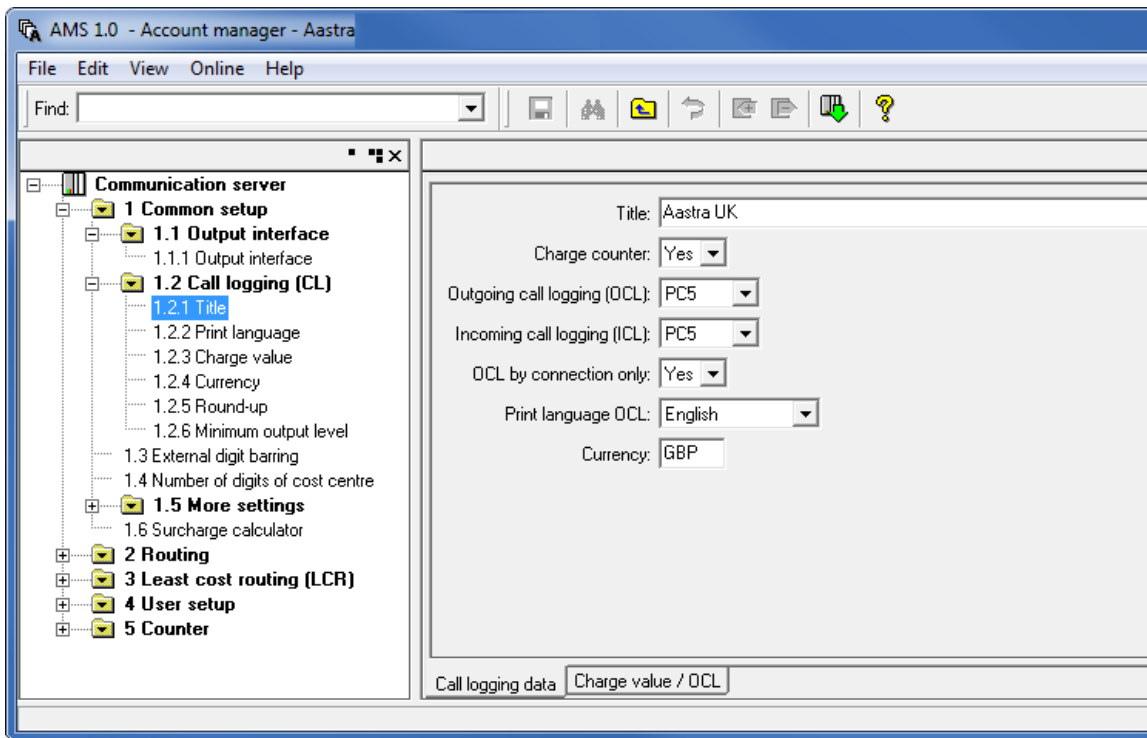 AMS 1.0 - Account manager - Aastra
File Edit View Online Help
Find:
Communication server
1 Common setup
1.1 Output interface
1.1.1 Output interface
1.2 Call logging (CL)
1.2.1 Title
1.2.2 Print language
1.2.3 Charge value
1.2.4 Currency
1.2.5 Round-up
1.2.6 Minimum output level
1.3 External digit barring
1.4 Number of digits of cost centre
1.5 More settings
1.6 Surcharge calculator
2 Routing
3 Least cost routing (LCR)
4 User setup
5 Counter
Title: Aastra UK
Charge counter: Yes
Outgoing call logging (OCL): PC5
Incoming call logging (ICL): PC5
OCL by connection only: Yes
Print language OCL: English
Currency: GBP
Call logging data Charge value / OCL